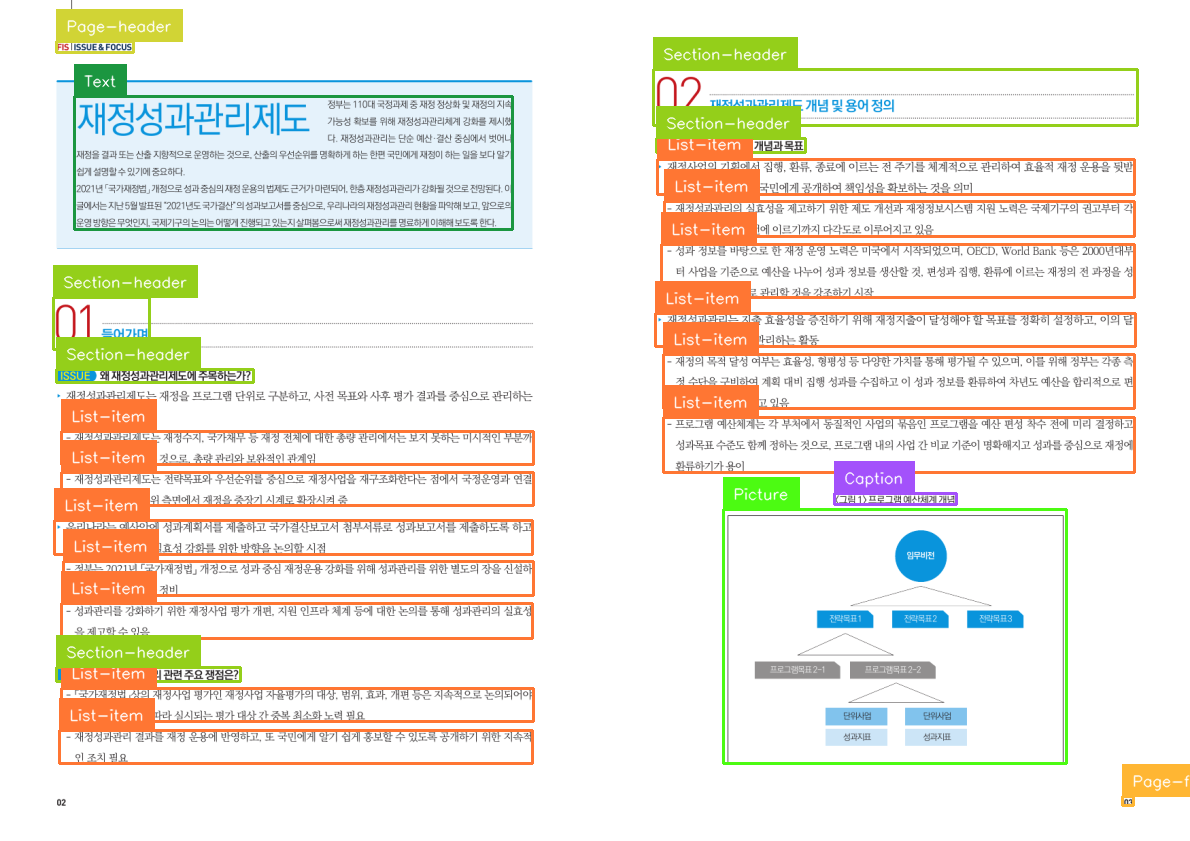 Page-header
FIS | ISSUE & FOCUS
Text
재정성과관리제도
정부는 110대 국정과제 중 재정 정상화 및 재정의 지속
가능성 확보를 위해 재정성과관리체계 강화를 제시했
다. 재정성과관리는 단순 예산·결산 중심에서 벗어나
재정을 결과 또는 산출 지향적으로 운영하는 것으로, 산출의 우선순위를 명확하게 하는 한편 국민에게 재정이 하는 일을 보다 알기
쉽게 설명할 수 있기에 중요하다.
2021년 「국가재정법」 개정으로 성과 중심의 재정 운용의 법제도 근거가 마련되어, 한층 재정성과관리가 강화될 것으로 전망된다. 이
글에서는 지난 5월 발표된 “2021년도 국가결산”의 성과보고서를 중심으로, 우리나라의 재정성과관리 현황을 파악해 보고, 앞으로의
운영 방향은 무엇인지, 국제기구의 논의는 어떻게 진행되고 있는지 살펴봄으로써 재정성과관리를 명료하게 이해해 보도록 한다.
Section-header
01
들어가며
Section-header
ISSUE 왜 재정성과관리제도에 주목하는가?
재정성과관리제도는 재정을 프로그램 단위로 구분하고, 사전 목표와 사후 평가 결과를 중심으로 관리하는
List-item
- 재정성과관리제도는 재정수지, 국가채무 등 재정 전체에 대한 총량 관리에서는 보지 못하는 미시적인 부분까
List-item
것으로, 총량 관리와 보완적인 관계임
- 재정성과관리제도는 전략목표와 우선순위를 중심으로 재정사업을 재구조화한다는 점에서 국정운영과 연결
List-item
위 측면에서 재정을 중장기 시계로 확장시켜 줌
우리나라는 예산안에 성과계획서를 제출하고 국가결산보고서 첨부서류로 성과보고서를 제출하도록 하고
List-item
실효성 강화를 위한 방향을 논의할 시점
- 정부는 2021년 「국가재정법」 개정으로 성과 중심 재정운용 강화를 위해 성과관리를 위한 별도의 장을 신설하
List-item
정비
- 성과관리를 강화하기 위한 재정사업 평가 개편, 지원 인프라 체계 등에 대한 논의를 통해 성과관리의 실효성
을 제고할 수 있음
Section-header
List-item
관련 주요 쟁점은?
- 「국가재정법」상의 재정사업 평가인 재정사업 자율평가의 대상, 범위, 효과, 개편 등은 지속적으로 논의되어야
List-item
따라 실시되는 평가 대상 간 중복 최소화 노력 필요
- 재정성과관리 결과를 재정 운용에 반영하고, 또 국민에게 알기 쉽게 홍보할 수 있도록 공개하기 위한 지속적
인 조치 필요
02
Section-header
02
재정성과관리제도 개념 및 용어 정의
Section-header
List-item
개념과 목표
재정사업의 기획에서 집행, 환류, 종료에 이르는 전 주기를 체계적으로 관리하여 효율적 재정 운용을 뒷받
List-item
국민에게 공개하여 책임성을 확보하는 것을 의미
- 재정성과관리의 실효성을 제고하기 위한 제도 개선과 재정정보시스템 지원 노력은 국제기구의 권고부터 각
List-item
에 이르기까지 다각도로 이루어지고 있음
- 성과 정보를 바탕으로 한 재정 운영 노력은 미국에서 시작되었으며, OECD, World Bank 등은 2000년대부
터 사업을 기준으로 예산을 나누어 성과 정보를 생산할 것, 편성과 집행, 환류에 이르는 재정의 전 과정을 성
List-item
로 관리할 것을 강조하기 시작
재정성과관리는 지출 효율성을 증진하기 위해 재정지출이 달성해야 할 목표를 정확히 설정하고, 이의 달
List-item
관리하는 활동
- 재정의 목적 달성 여부는 효율성, 형평성 등 다양한 가치를 통해 평가될 수 있으며, 이를 위해 정부는 각종 측
정 수단을 구비하여 계획 대비 집행 성과를 수집하고 이 성과 정보를 환류하여 차년도 예산을 합리적으로 편
List-item
고 있음
- 프로그램 예산체계는 각 부처에서 동질적인 사업의 묶음인 프로그램을 예산 편성 착수 전에 미리 결정하고
성과목표 수준도 함께 정하는 것으로, 프로그램 내의 사업 간 비교 기준이 명확해지고 성과를 중심으로 재정에
환류하기가 용이
Caption
〈그림 1〉 프로그램 예산체계 개념
Picture
임무비전
전략목표1 전략목표2 전략목표3
프로그램목표 2-1 프로그램목표 2-2
단위사업 단위사업
성과지표 성과지표
Page-f
03